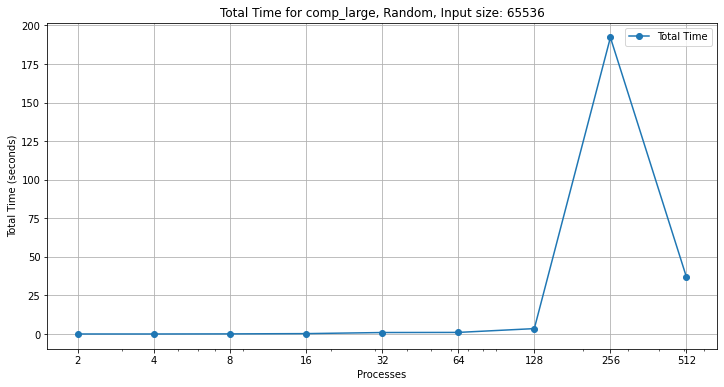 Total Time for comp_large, Random, Input size: 65536
Total Time
Total Time (seconds)
200
175
150
125
100
75
50
25
0
2 4 8 16 32 64 128 256 512
Processes